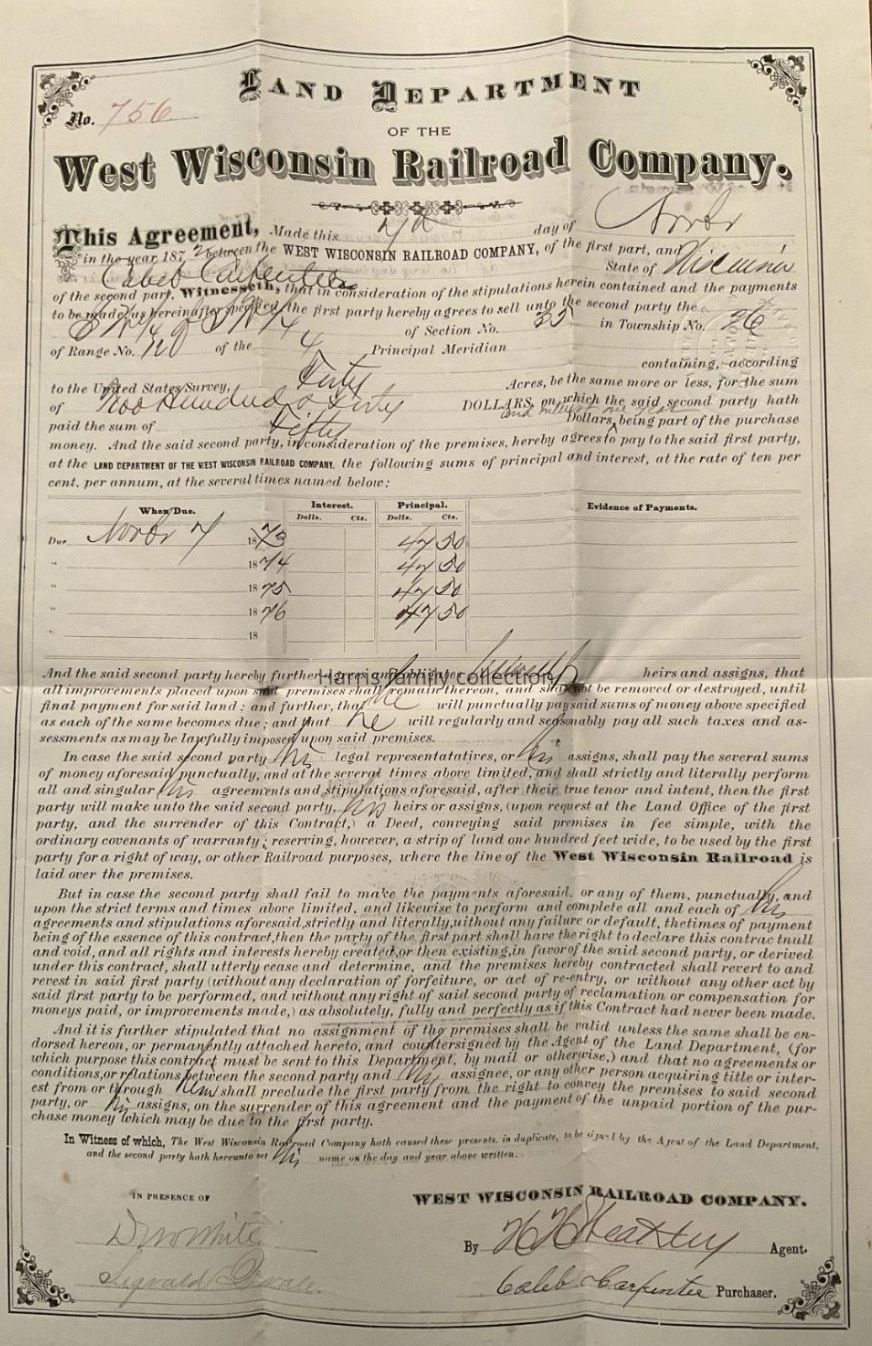 LAND DEPARTMENT
No. 756
OF THE
West Wisconsin Railroad Company.
This Agreement, Made this 7th day of Novbr
in the year 1872 between the WEST WISCONSIN RAILROAD COMPANY, of the first part, and
Caleb Carpenter State of Wisconsin
of the second part, Witnesseth, that in consideration of the stipulations herein contained and the payments
to be made, as hereinafter specified, the first party hereby agrees to sell unto the second party the
of Section No. in Township No. 26
of Range No. of the 4 Principal Meridian
containing, according
to the United States Survey, Forty Acres, be the same more or less, for the sum
of Two Hundred & Forty DOLLARS, on which the said second party hath
paid the sum of Fifty and interest one year Dollars, being part of the purchase
money. And the said second party, in consideration of the premises, hereby agrees to pay to the said first party,
at the LAND DEPARTMENT OF THE WEST WISCONSIN RAILROAD COMPANY. the following sums of principal and interest, at the rate of ten per
cent. per annum, at the several times named below:
When Due. Interest. Principal. Evidence of Payments.
Dolls. Cts. Dolls. Cts.
Due Novbr 7 1873 47 50
" 1874 47 50
" 1875 47 50
" 1876 47 50
" 18
And the said second party hereby further heirs and assigns, that
Harris family collection
all improvements placed upon said premises shall remain thereon, and shall not be removed or destroyed, until
final payment for said land: and further, that he will punctually pay said sums of money above specified
as each of the same becomes due; and that he will regularly and seasonably pay all such taxes and as-
sessments as may be lawfully imposed upon said premises.
In case the said second party his legal representatatives, or his assigns, shall pay the several sums
of money aforesaid punctually, and at the several times above limited, and shall strictly and literally perform
all and singular his agreements and stipulations aforesaid, after their true tenor and intent, then the first
party will make unto the said second party, his heirs or assigns, (upon request at the Land Office of the first
party, and the surrender of this Contract,) a Deed, conveying said premises in fee simple, with the
ordinary covenants of warranty; reserving, however, a strip of land one hundred feet wide, to be used by the first
party for a right of way, or other Railroad purposes, where the line of the West Wisconsin Railroad is
laid over the premises.
But in case the second party shall fail to make the payments aforesaid, or any of them, punctually, and
upon the strict terms and times above limited, and likewise to perform and complete all and each of his
agreements and stipulations aforesaid, strictly and literally, without any failure or default, thetimes of payment
being of the essence of this contract, then the party of the first part shall have the right to declare this contrac tnull
and void, and all rights and interests hereby created, or then existing, in favor of the said second party, or derived
under this contract, shall utterly cease and determine, and the premises hereby contracted shall revert to and
revest in said first party (without any declaration of forfeiture, or act of re-entry, or without any other act by
said first party to be performed, and without any right of said second party of reclamation or compensation for
moneys paid, or improvements made,) as absolutely, fully and perfectly as if this Contract had never been made.
And it is further stipulated that no assignment of the premises shall be valid unless the same shall be en-
dorsed hereon, or permanently attached hereto, and countersigned by the Agent of the Land Department, (for
which purpose this contract must be sent to this Department, by mail or otherwise,) and that no agreements or
conditions, or relations between the second party and his assignee, or any other person acquiring title or inter-
est from or through him shall preclude the first party from the right to convey the premises to said second
party, or his assigns, on the surrender of this agreement and the payment of the unpaid portion of the pur-
chase money which may be due to the first party.
In Witness of which, The West Wisconsin Railroad Company hath caused these presents, in duplicate, to be signed by the Agent of the Land Department,
and the second party hath hereunto set his name on the day and year above written.
IN PRESENCE OF WEST WISCONSIN RAILROAD COMPANY.
White By Agent.
Caleb Carpenter Purchaser.